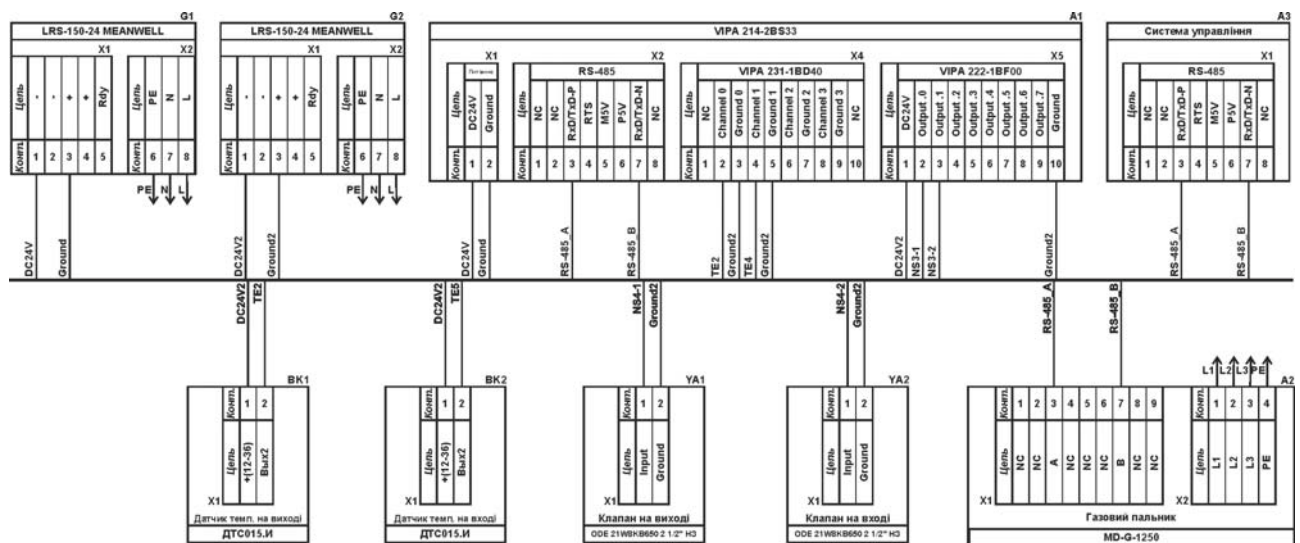 G1
LRS-150-24 MEANWELL
X1 X2
Цепь - - + + Rdy
Цепь PE N L
Конт. 1 2 3 4 5
Конт. 6 7 8
PE N L
DC24V Ground
G2
LRS-150-24 MEANWELL
X1 X2
Цепь - - + + Rdy
Цепь PE N L
Конт. 1 2 3 4 5
Конт. 6 7 8
PE N L
DC24V2 Ground2
A1
VIPA 214-2BS33
X1
Цепь DC24V Ground
Конт. 1 2
DC24V Ground
X2
RS-485
Цепь NC NC RxD/TxD-P RTS M5V P5V RxD/TxD-N NC
Конт. 1 2 3 4 5 6 7 8
RS-485_A RS-485_B
X4
VIPA 231-1BD40
Цепь NC Channel 0 Ground 0 Channel 1 Ground 1 Channel 2 Ground 2 Channel 3 Ground 3 NC
Конт. 1 2 3 4 5 6 7 8 9 10
TE2 Ground2 TE4 Ground2
X5
VIPA 222-1BF00
Цепь DC24V Output .0 Output .1 Output .2 Output .3 Output .4 Output .5 Output .6 Output .7 Ground
Конт. 1 2 3 4 5 6 7 8 9 10
DC24V2 NS3-1 NS3-2 Ground2
A3
Система управління
X1
RS-485
Цепь NC NC RxD/TxD-P RTS M5V P5V RxD/TxD-N NC
Конт. 1 2 3 4 5 6 7 8
RS-485_A RS-485_B
DC24V2 TE2
BK1
Конт. 1 2
Цепь +(12-36) Вых2
X1
Датчик темп. на виході
ДТС015.И
DC24V2 TE5
BK2
Конт. 1 2
Цепь +(12-36) Вых2
X1
Датчик темп. на виході
ДТС015.И
NS4-1 Ground2
YA1
Конт. 1 2
Цепь Input Ground
X1
Клапан на виході
ODE 21W8KB650 2 1/2" НЗ
NS4-2 Ground2
YA2
Конт. 1 2
Цепь Input Ground
X1
Клапан на вході
ODE 21W8KB650 2 1/2" НЗ
RS-485_A RS-485_B
L1 L2 L3 PE
A2
Конт. 1 2 3 4 5 6 7 8 9
Цепь NC NC A NC NC NC B NC NC
X1
Конт. 1 2 3 4
Цепь L1 L2 L3 PE
X2
Газовий пальник
MD-G-1250